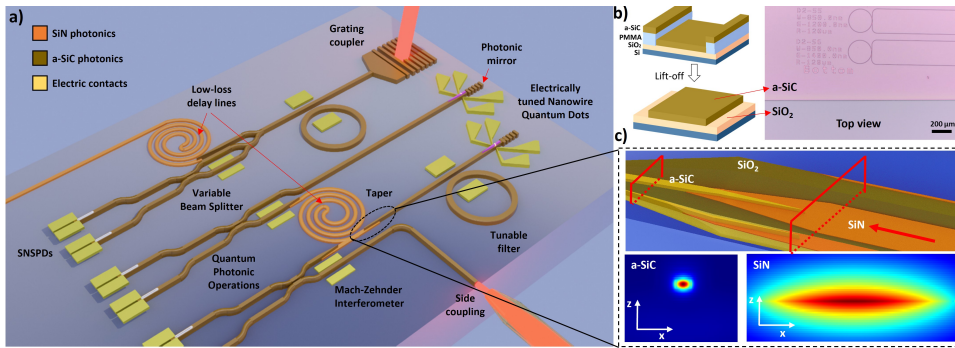 a)
SiN photonics
a-SiC photonics
Electric contacts
Grating
coupler
Photonic
mirror
Low-loss
delay lines
Electrically
tuned Nanowire
Quantum Dots
Variable
Beam Splitter
Taper
SNSPDs
Tunable
filter
Quantum
Photonic
Operations
Mach-Zehnder
Interferometer
Side
coupling
b)
a-SiC
PMMA
SiO₂
Si
Lift-off
a-SiC
SiO₂
Top view
200 μm
c)
SiO₂
a-SiC
SiN
a-SiC
z
x
SiN
z
x